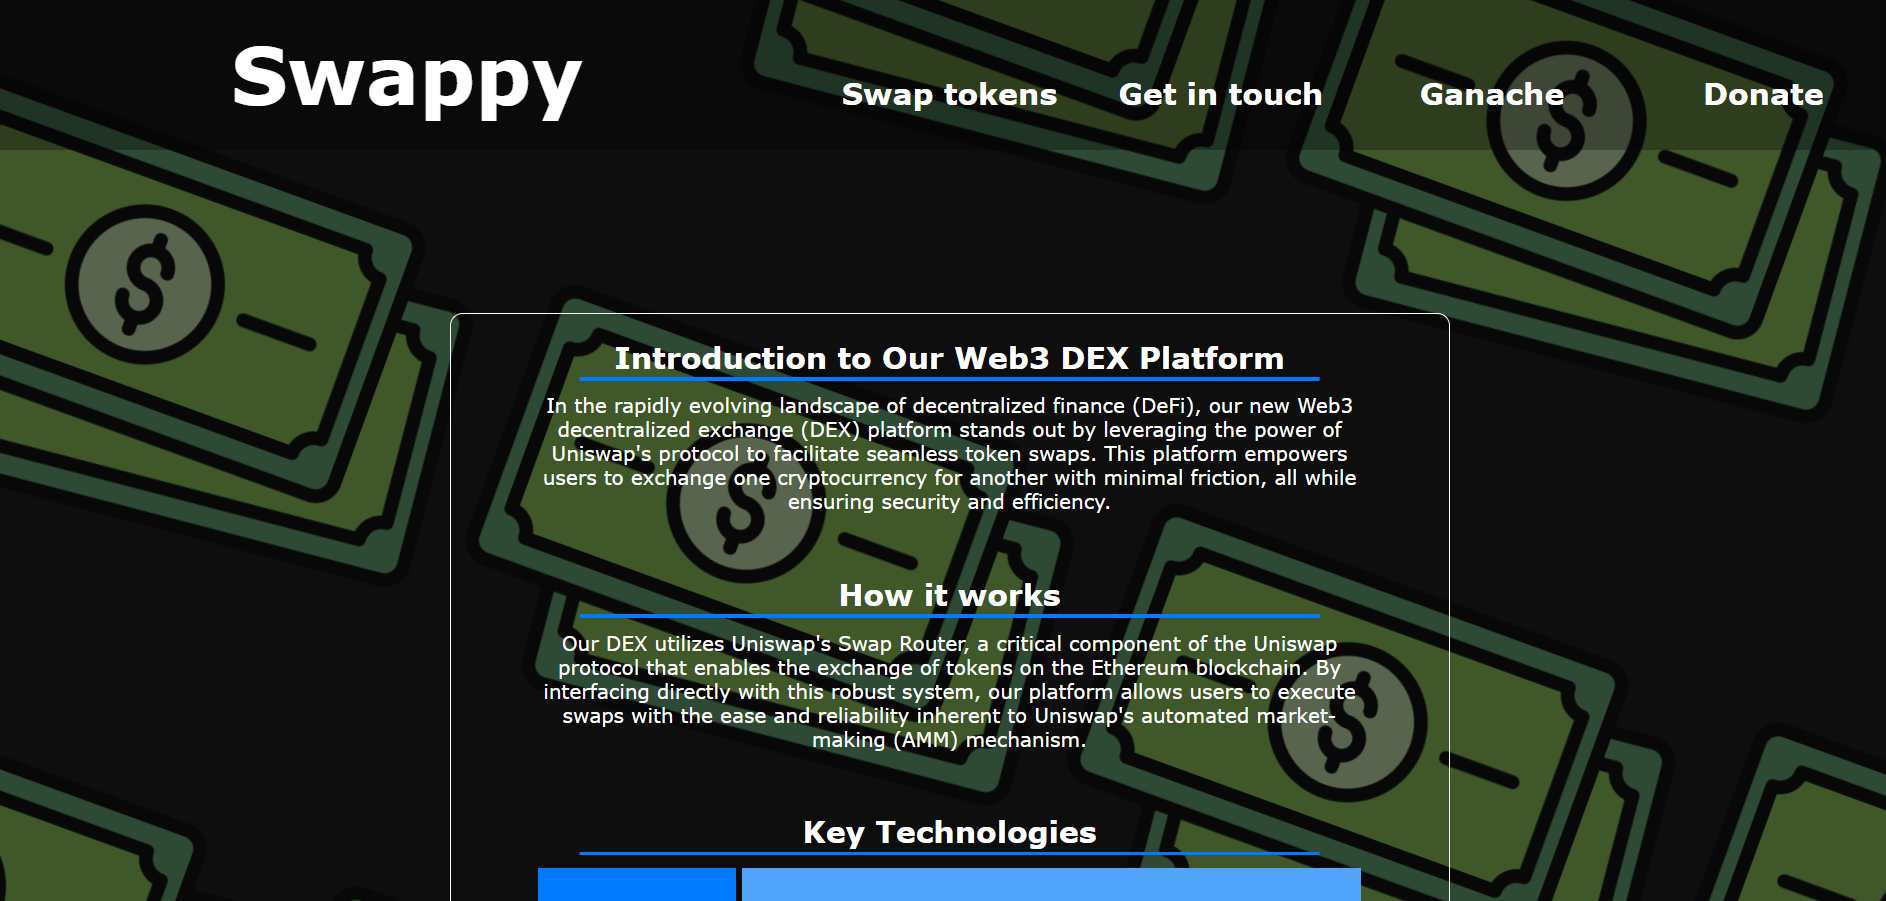 Swappy
Swap tokens
Get in touch
Ganache
Donate
Introduction to Our Web3 DEX Platform
In the rapidly evolving landscape of decentralized finance (DeFi), our new Web3
decentralized exchange (DEX) platform stands out by leveraging the power of
Uniswap's protocol to facilitate seamless token swaps. This platform empowers
users to exchange one cryptocurrency for another with minimal friction, all while
ensuring security and efficiency.
How it works
Our DEX utilizes Uniswap's Swap Router, a critical component of the Uniswap
protocol that enables the exchange of tokens on the Ethereum blockchain. By
interfacing directly with this robust system, our platform allows users to execute
swaps with the ease and reliability inherent to Uniswap's automated market-
making (AMM) mechanism.
Key Technologies